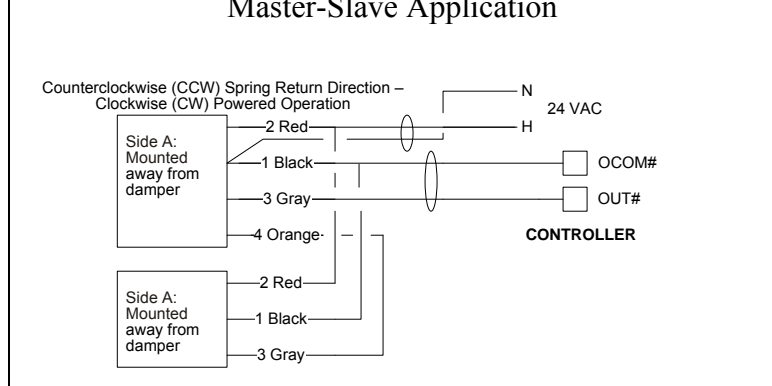 Master-Slave Application
Counterclockwise (CCW) Spring Return Direction –
Clockwise (CW) Powered Operation
N
24 VAC
H
2 Red
Side A:
Mounted
away from
damper
1 Black
OCOM#
3 Gray
OUT#
4 Orange
CONTROLLER
2 Red
Side A:
Mounted
away from
damper
1 Black
3 Gray